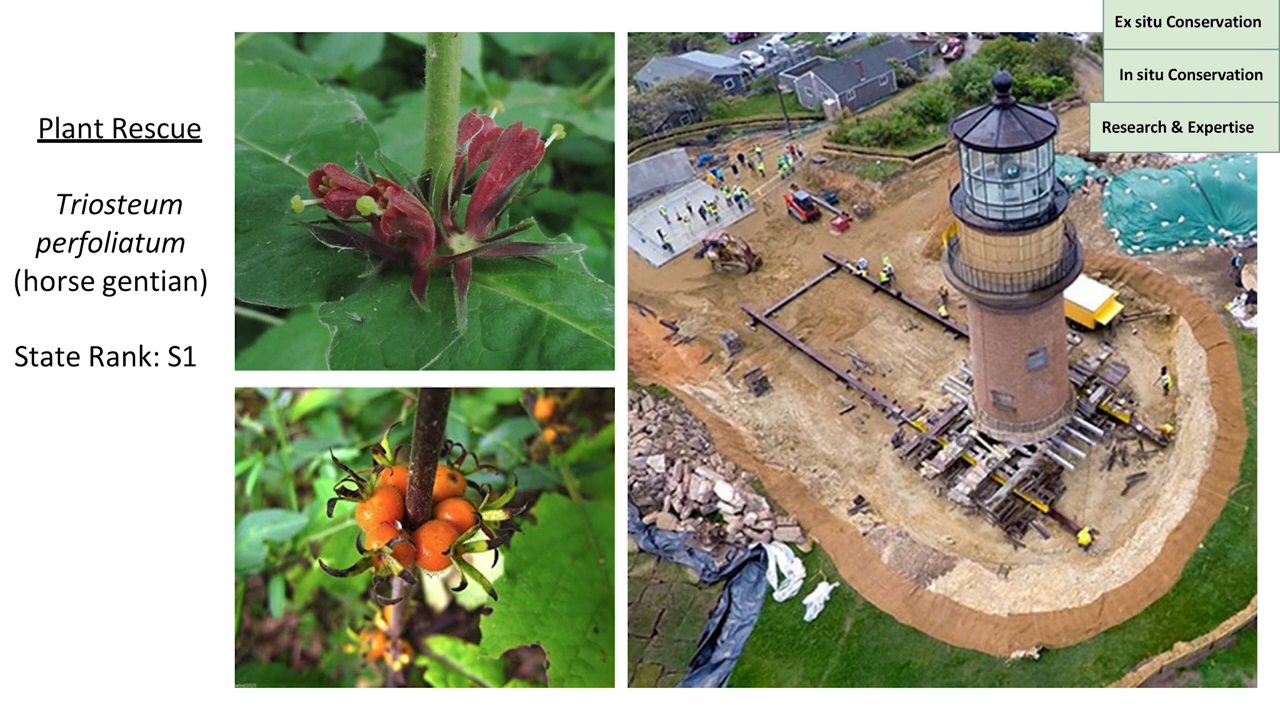 Plant Rescue
Triosteum
perfoliatum
(horse gentian)
State Rank: S1
Ex situ Conservation
In situ Conservation
Research & Expertise